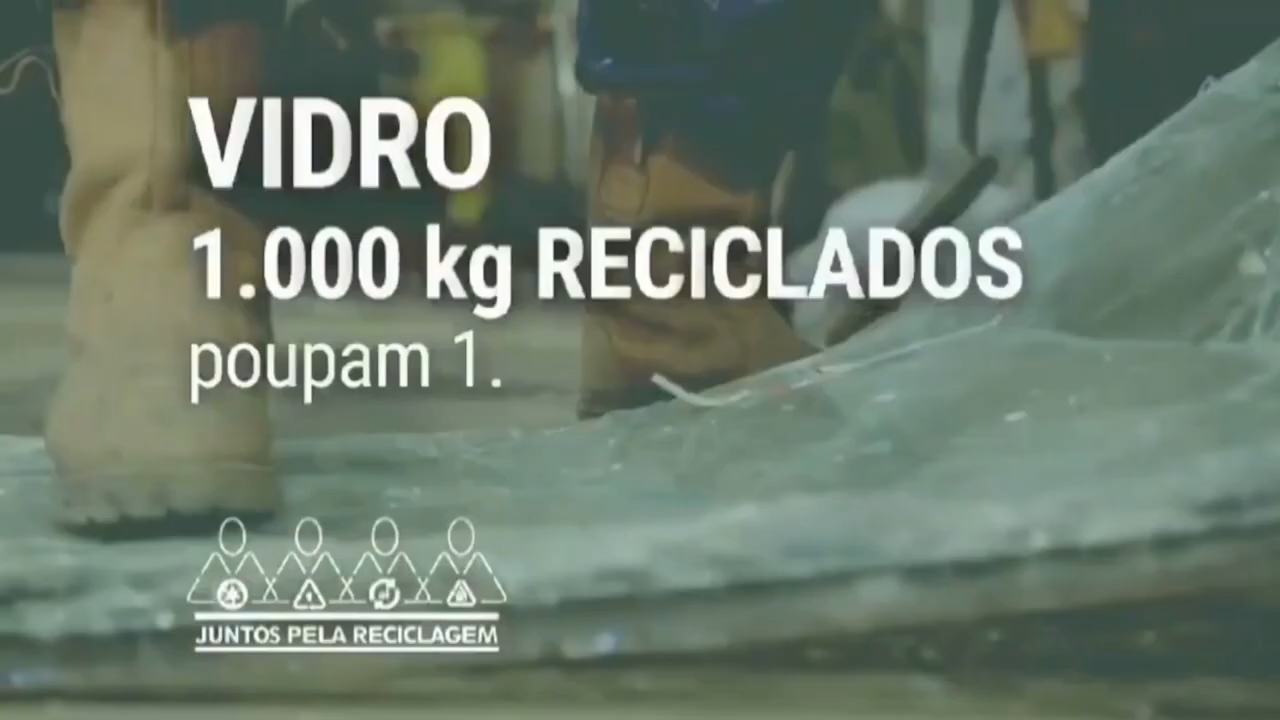 VIDRO
1.000 kg RECICLADOS
poupam 1.
JUNTOS PELA RECICLAGEM